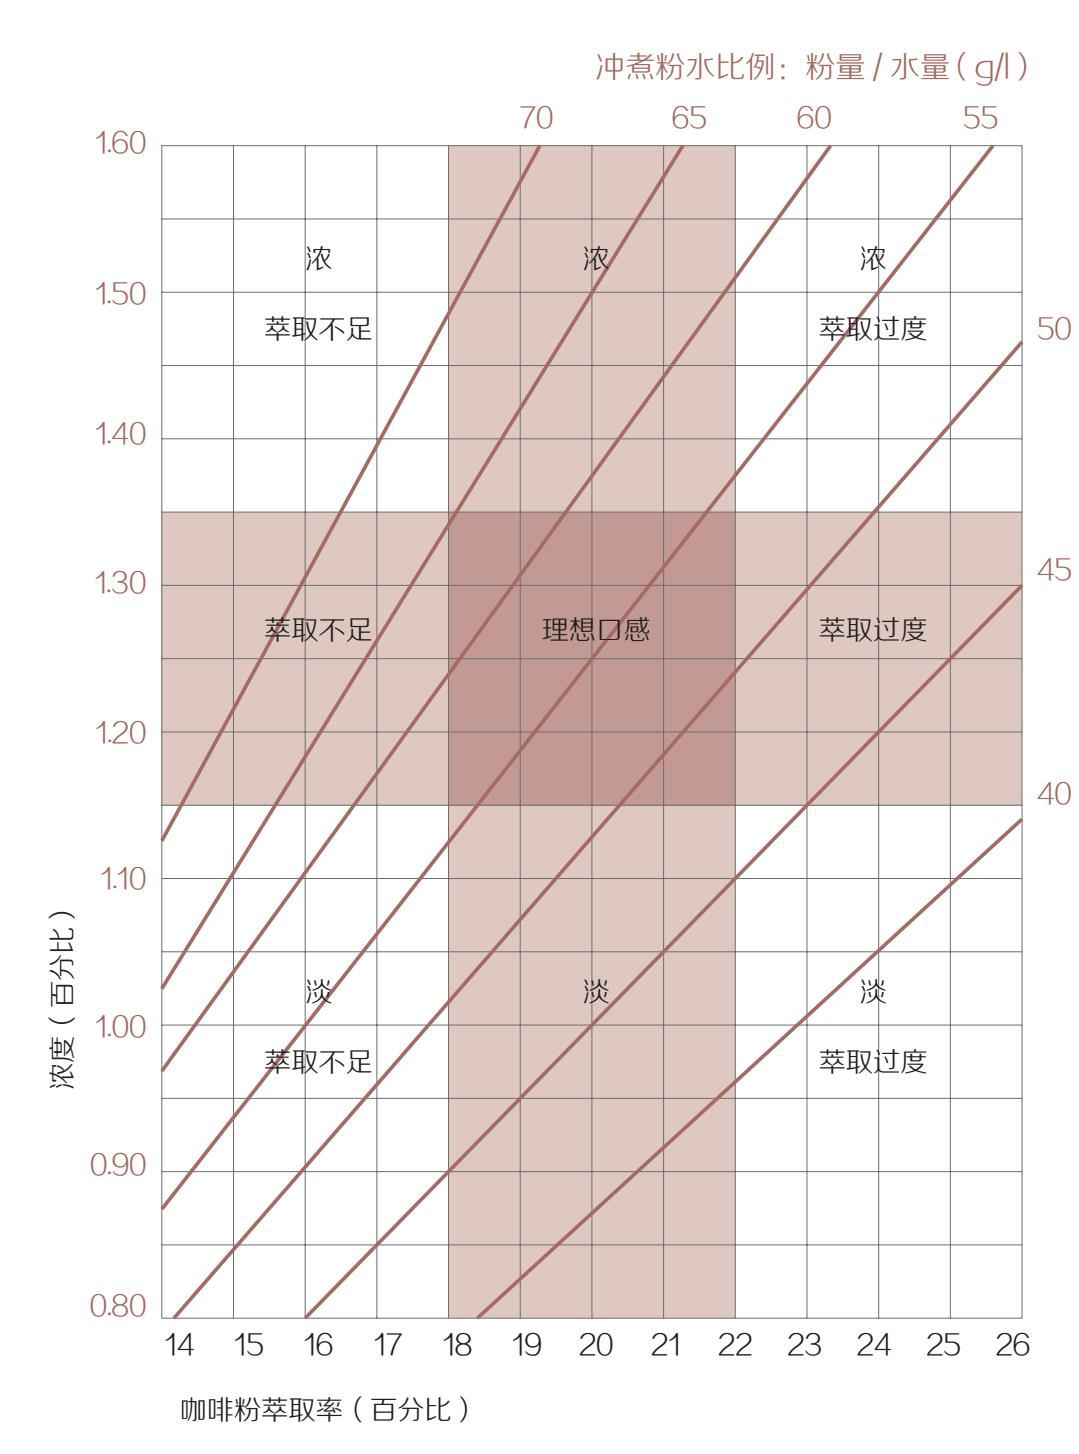 冲煮粉水比例：粉量 / 水量 ( g/l )
70 65 60 55
1.60
浓 浓 浓
1.50
萃取不足 萃取过度 50
1.40
1.30 45
萃取不足 理想口感 萃取过度
1.20
40
1.10
浓度 ( 百分比 )
淡 淡 淡
1.00
萃取不足 萃取过度
0.90
0.80
14 15 16 17 18 19 20 21 22 23 24 25 26
咖啡粉萃取率 ( 百分比 )